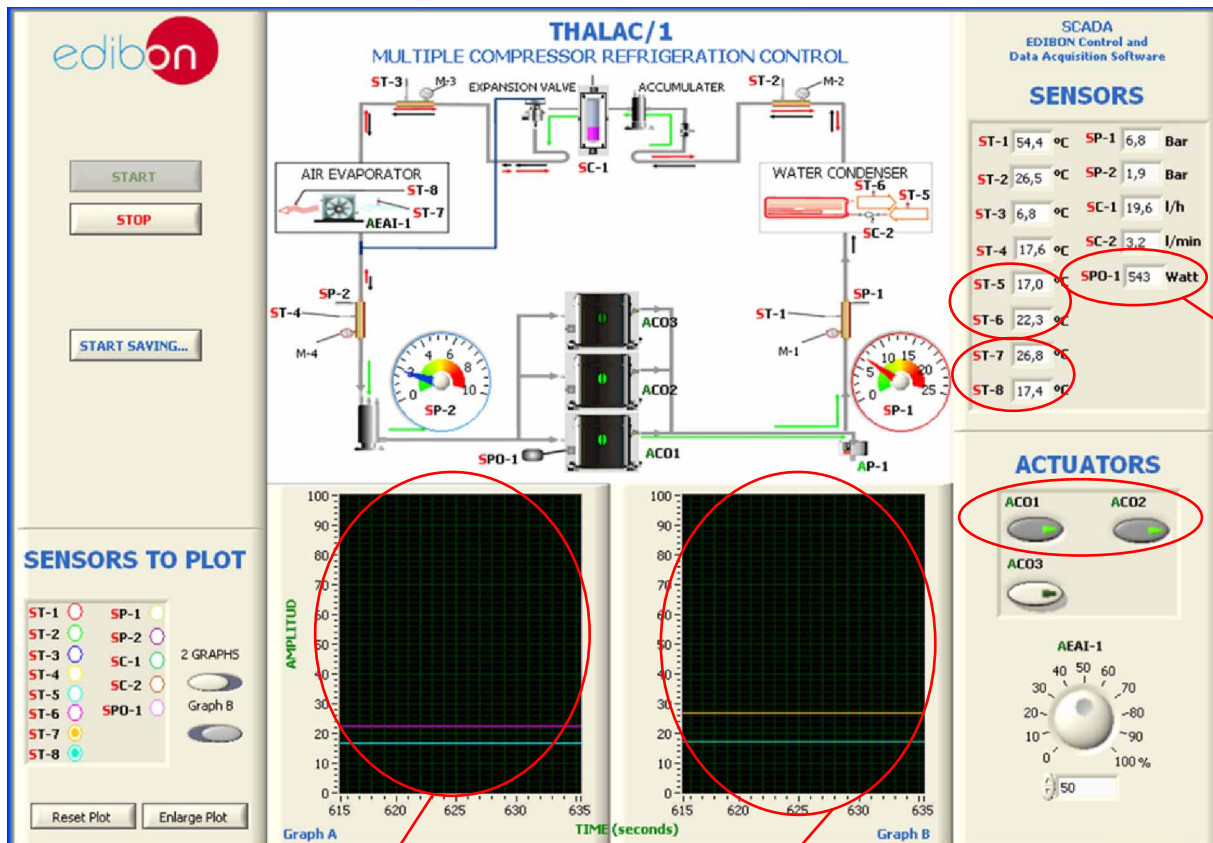 edibon
START
STOP
START SAVING...
SENSORS TO PLOT
ST-1
ST-2
ST-3
ST-4
ST-5
ST-6
ST-7
ST-8
SP-1
SP-2
SC-1
SC-2
SPO-1
2 GRAPHS
Graph B
Reset Plot
Enlarge Plot
THALAC/1
MULTIPLE COMPRESSOR REFRIGERATION CONTROL
ST-3
M-3
EXPANSION VALVE
ACCUMULATER
ST-2
M-2
SC-1
AIR EVAPORATOR
ST-8
ST-7
AEAI-1
WATER CONDENSER
ST-6
ST-5
SC-2
SP-2
ST-4
M-4
SP-1
ST-1
M-1
ACO3
ACO2
ACO1
SPO-1
AP-1
0 2 4 6 8 10
SP-2
0 5 10 15 20 25
SP-1
AMPLITUD
100
90
80
70
60
50
40
30
20
10
0
615 620 625 630 635
Graph A
TIME (seconds)
100
90
80
70
60
50
40
30
20
10
0
615 620 625 630 635
Graph B
SCADA
EDIBON Control and
Data Acquisition Software
SENSORS
ST-1 54,4 ºC SP-1 6,8 Bar
ST-2 26,5 ºC SP-2 1,9 Bar
ST-3 6,8 ºC SC-1 19,6 l/h
ST-4 17,6 ºC SC-2 3,2 l/min
ST-5 17,0 ºC SPO-1 543 Watt
ST-6 22,3 ºC
ST-7 26,8 ºC
ST-8 17,4 ºC
ACTUATORS
ACO1 ACO2
ACO3
AEAI-1
0 10 20 30 40 50 60 70 80 90 100 %
50